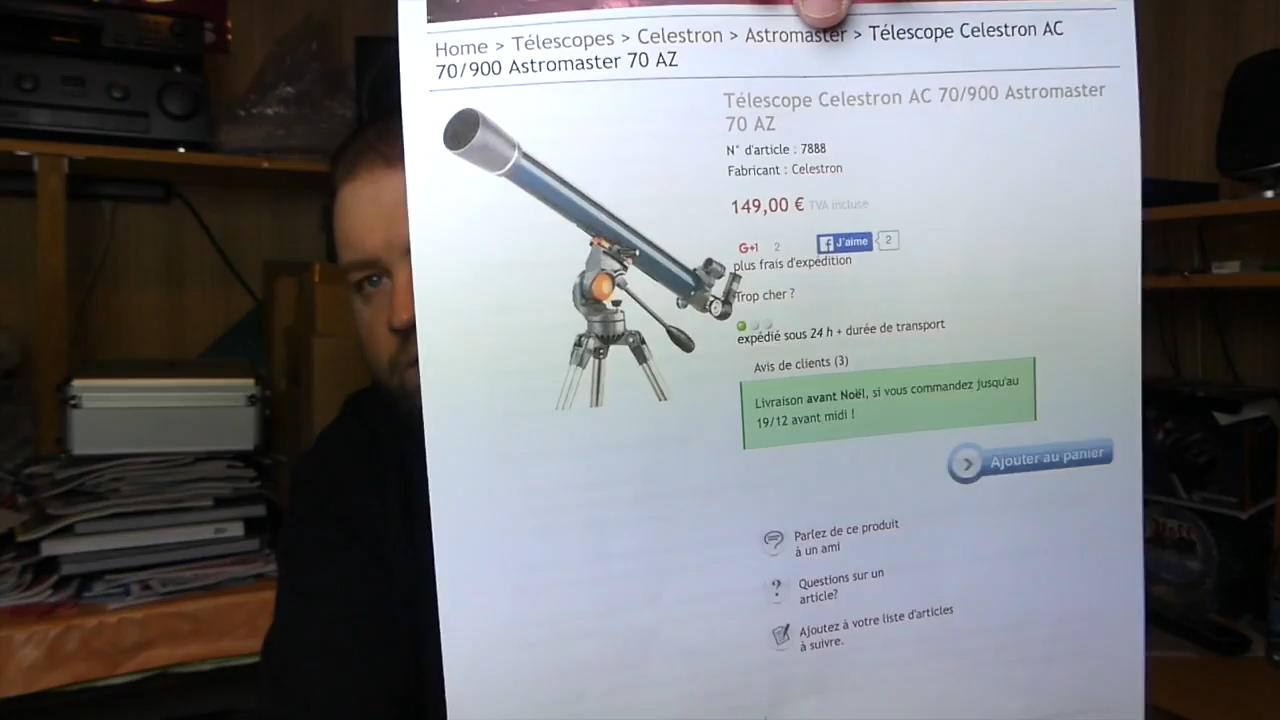 Home > Télescopes > Celestron > Astromaster > Télescope Celestron AC
70/900 Astromaster 70 AZ
Télescope Celestron AC 70/900 Astromaster
70 AZ
N° d'article : 7888
Fabricant : Celestron
149,00 € TVA incluse
G+1 2 J'aime 2
plus frais d'expédition
Trop cher ?
expédié sous 24 h + durée de transport
Avis de clients (3)
Livraison avant Noël, si vous commandez jusqu'au
19/12 avant midi !
Ajouter au panier
Parlez de ce produit
à un ami
Questions sur un
article?
Ajoutez à votre liste d'articles
à suivre.